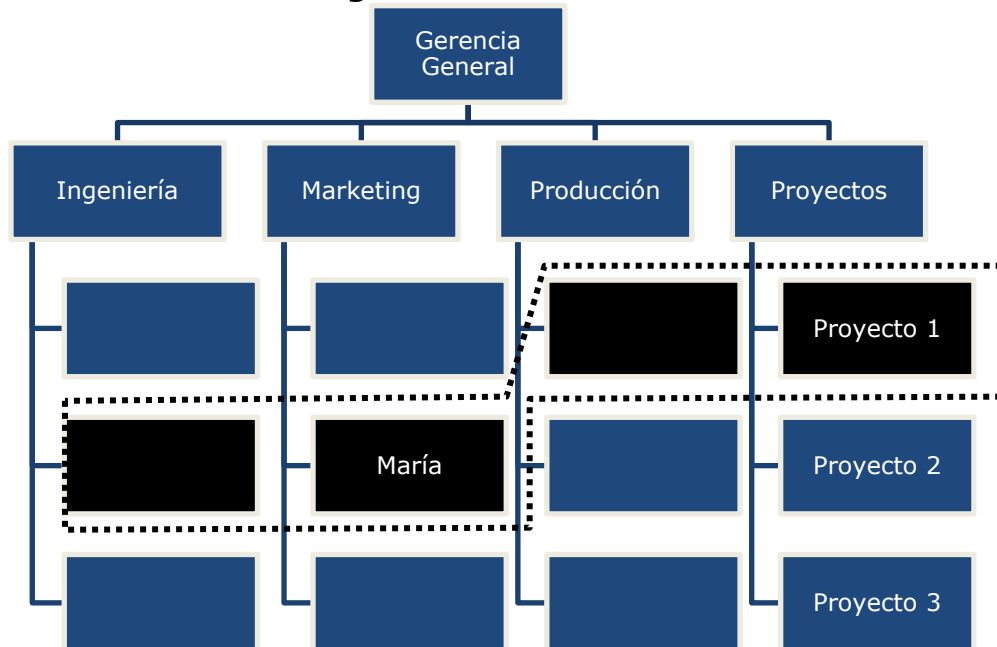 Gerencia
General
Ingeniería
Marketing
Producción
Proyectos
Proyecto 1
María
Proyecto 2
Proyecto 3